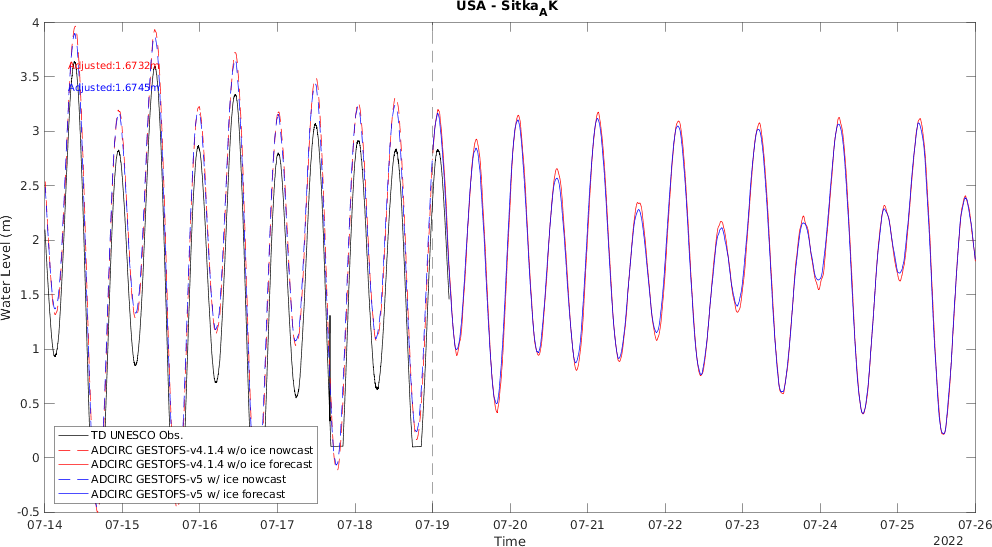 USA - Sitka_AK
4
3.5
3
2.5
2
1.5
1
0.5
0
-0.5
Water Level (m)
Adjusted:1.6732m
Adjusted:1.6745m
TD UNESCO Obs.
ADCIRC GESTOFS-v4.1.4 w/o ice nowcast
ADCIRC GESTOFS-v4.1.4 w/o ice forecast
ADCIRC GESTOFS-v5 w/ ice nowcast
ADCIRC GESTOFS-v5 w/ ice forecast
07-14 07-15 07-16 07-17 07-18 07-19 07-20 07-21 07-22 07-23 07-24 07-25 07-26
Time
2022